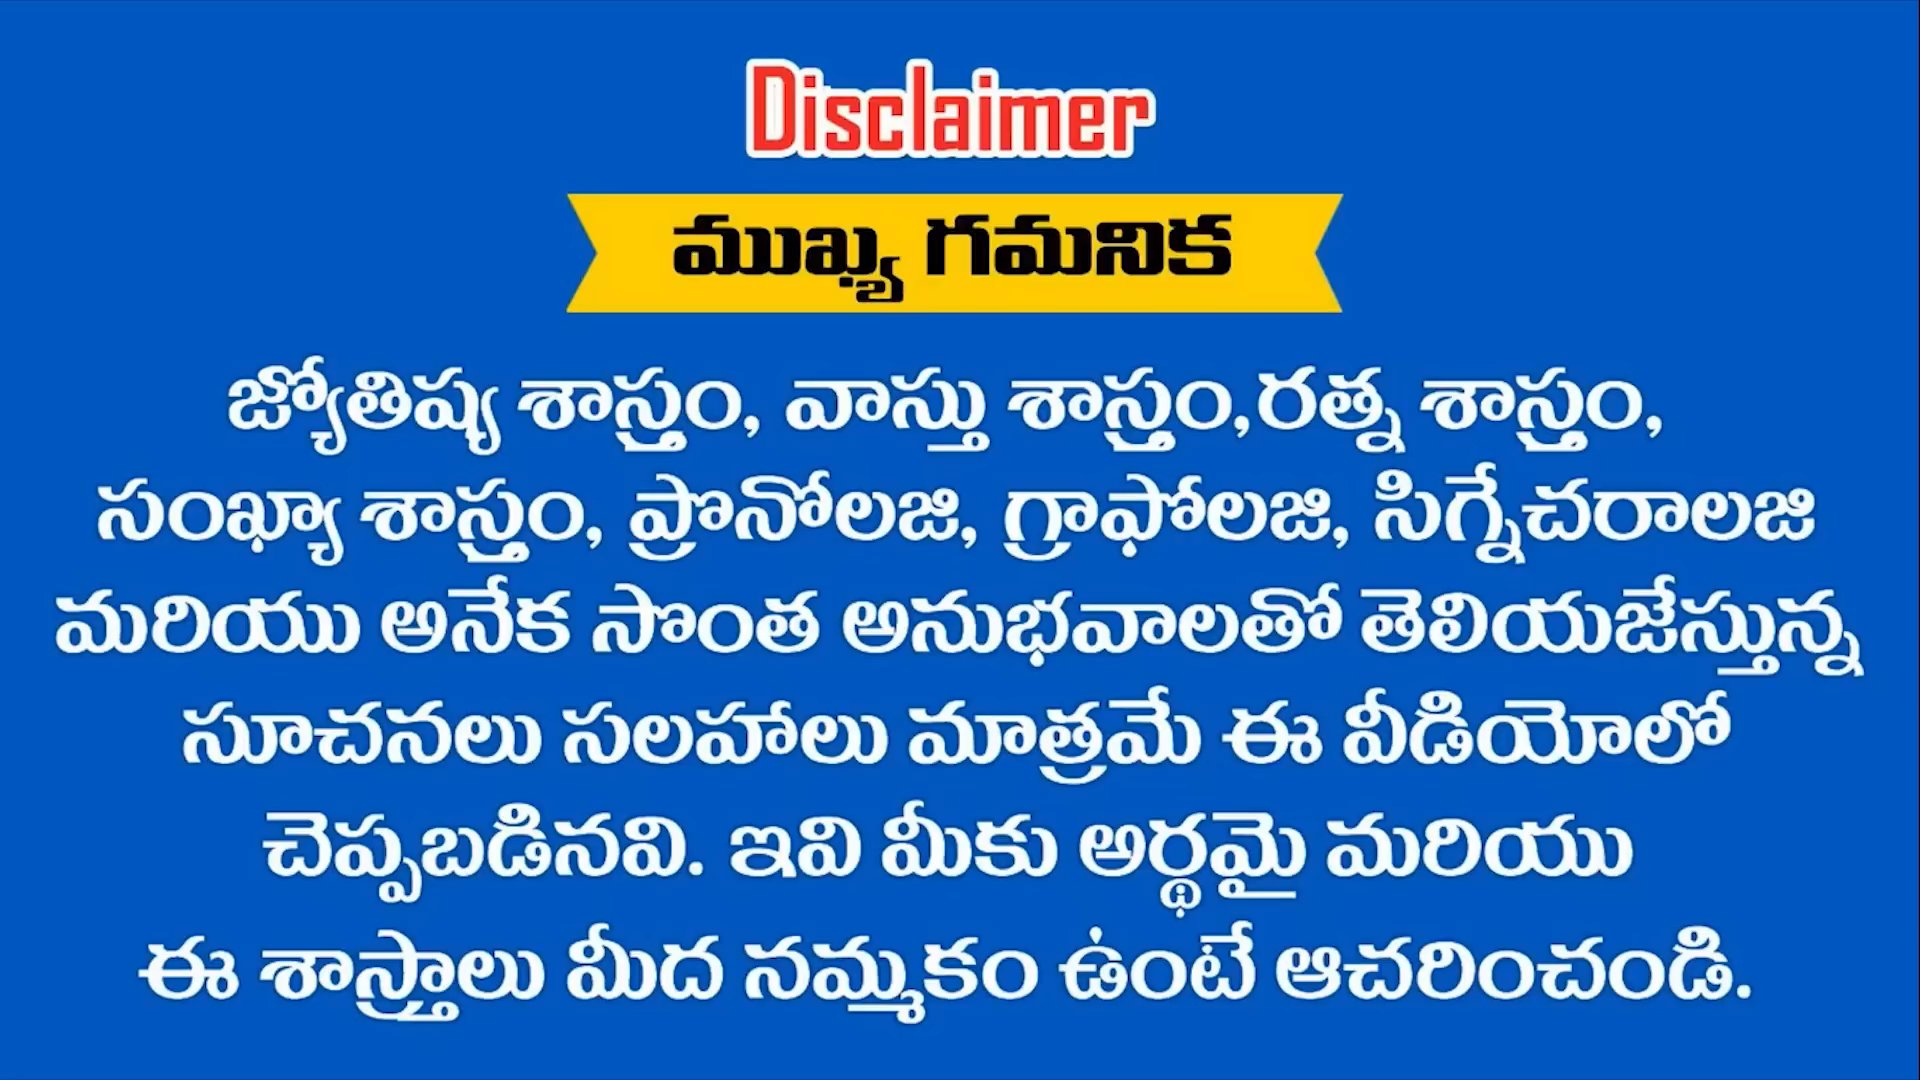 Disclaimer
ముఖ్య గమనిక
జ్యోతిష్య శాస్త్రం, వాస్తు శాస్త్రం,రత్న శాస్త్రం,
సంఖ్యా శాస్త్రం, ప్రొనోలజి, గ్రాఫోలజి, సిగ్నేచరాలజి
మరియు అనేక సొంత అనుభవాలతో తెలియజేస్తున్న
సూచనలు సలహాలు మాత్రమే ఈ వీడియోలో
చెప్పబడినవి. ఇవి మీకు అర్థమై మరియు
ఈ శాస్త్రాలు మీద నమ్మకం ఉంటే ఆచరించండి.